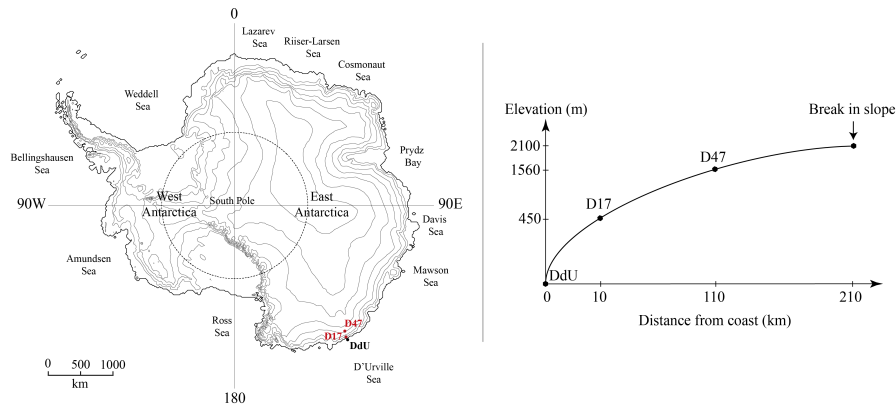 0
Lazarev
Sea
Riiser-Larsen
Sea
Cosmonaut
Sea
Weddell
Sea
Prydz
Bay
Bellingshausen
Sea
West
Antarctica
South Pole
East
Antarctica
90W
90E
Davis
Sea
Amundsen
Sea
Mawson
Sea
Ross
Sea
D47
D17
DdU
D'Urville
Sea
0 500 1000
km
180
Elevation (m)
Break in slope
2100
D47
1560
D17
450
DdU
0 10 110 210
Distance from coast (km)